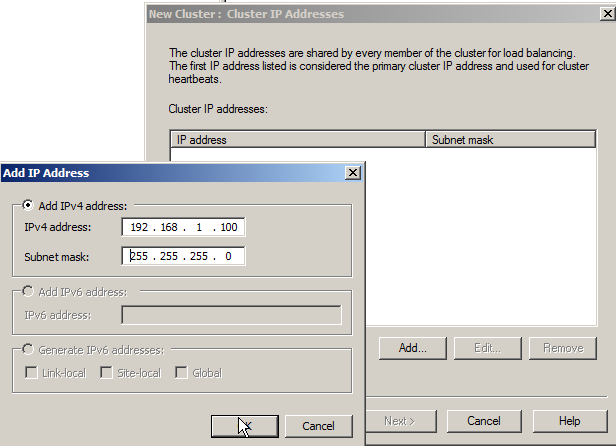 New Cluster : Cluster IP Addresses
The cluster IP addresses are shared by every member of the cluster for load balancing.
The first IP address listed is considered the primary cluster IP address and used for cluster
heartbeats.
Cluster IP addresses:
IP address Subnet mask
Add IP Address
Add IPv4 address:
IPv4 address: 192 . 168 . 1 . 100
Subnet mask: 255 . 255 . 255 . 0
Add IPv6 address:
IPv6 address:
Generate IPv6 addresses:
Link-local Site-local Global
Cancel
Add... Edit... Remove
Next > Cancel Help